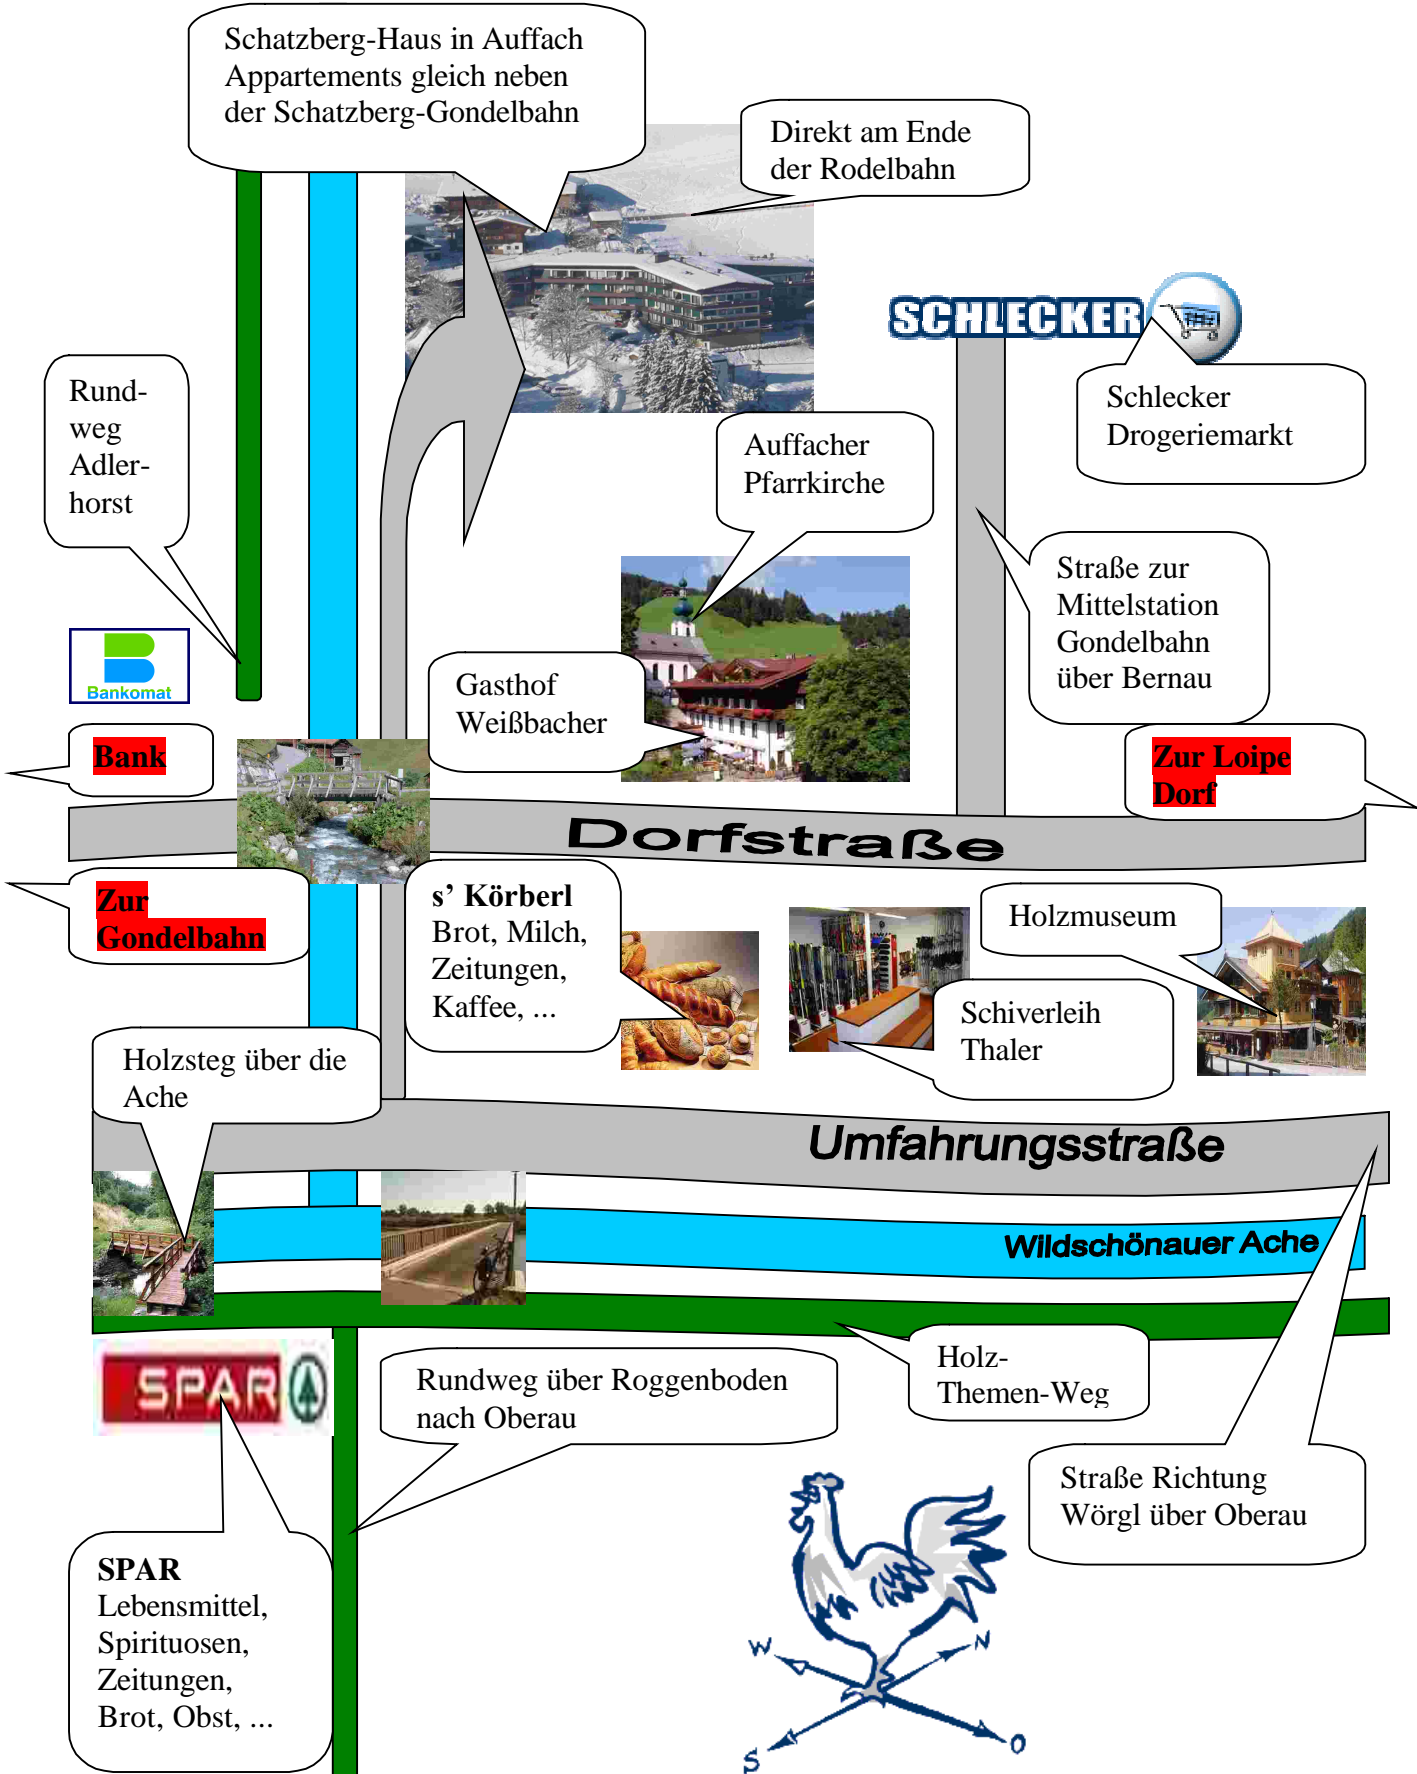 Schatzberg-Haus in Auffach
Appartements gleich neben
der Schatzberg-Gondelbahn
Direkt am Ende
der Rodelbahn
SCHLECKER
Schlecker
Drogeriemarkt
Rund-
weg
Adler-
horst
Auffacher
Pfarrkirche
Straße zur
Mittelstation
Gondelbahn
über Bernau
Bankomat
Gasthof
Weißbacher
Bank
Zur Loipe
Dorf
Dorfstraße
Zur
Gondelbahn
s' Körberl
Brot, Milch,
Zeitungen,
Kaffee, ...
Holzmuseum
Schiverleih
Thaler
Holzsteg über die
Ache
Umfahrungsstraße
Wildschönauer Ache
SPAR
Rundweg über Roggenboden
nach Oberau
Holz-
Themen-Weg
Straße Richtung
Wörgl über Oberau
SPAR
Lebensmittel,
Spirituosen,
Zeitungen,
Brot, Obst, ...
W
N
S
O